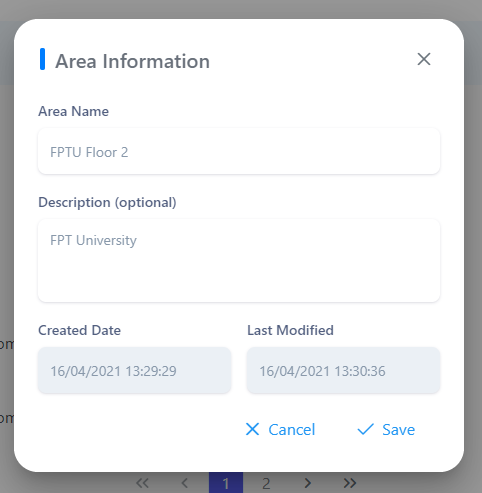 Area Information
Area Name
FPTU Floor 2
Description (optional)
FPT University
Created Date Last Modified
16/04/2021 13:29:29 16/04/2021 13:30:36
Cancel Save
1 2